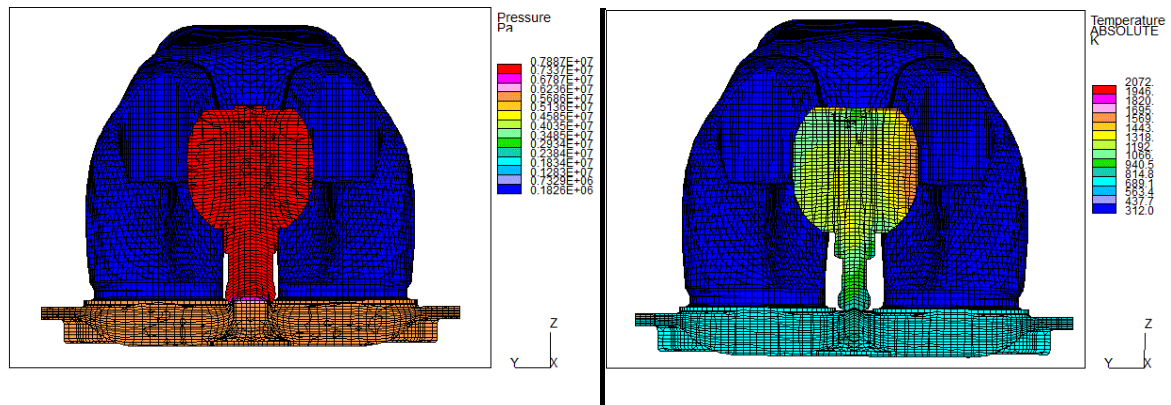 Pressure
Pa
0.7887E+07
0.7337E+07
0.6787E+07
0.6236E+07
0.5686E+07
0.5136E+07
0.4585E+07
0.4035E+07
0.3485E+07
0.2934E+07
0.2384E+07
0.1834E+07
0.1283E+07
0.7329E+06
0.1826E+06
Z
Y
X
Temperature
ABSOLUTE
K
2072.
1946.
1820.
1695.
1569.
1443.
1318.
1192.
1066.
940.5
814.8
689.1
563.4
437.7
312.0
Z
Y
X